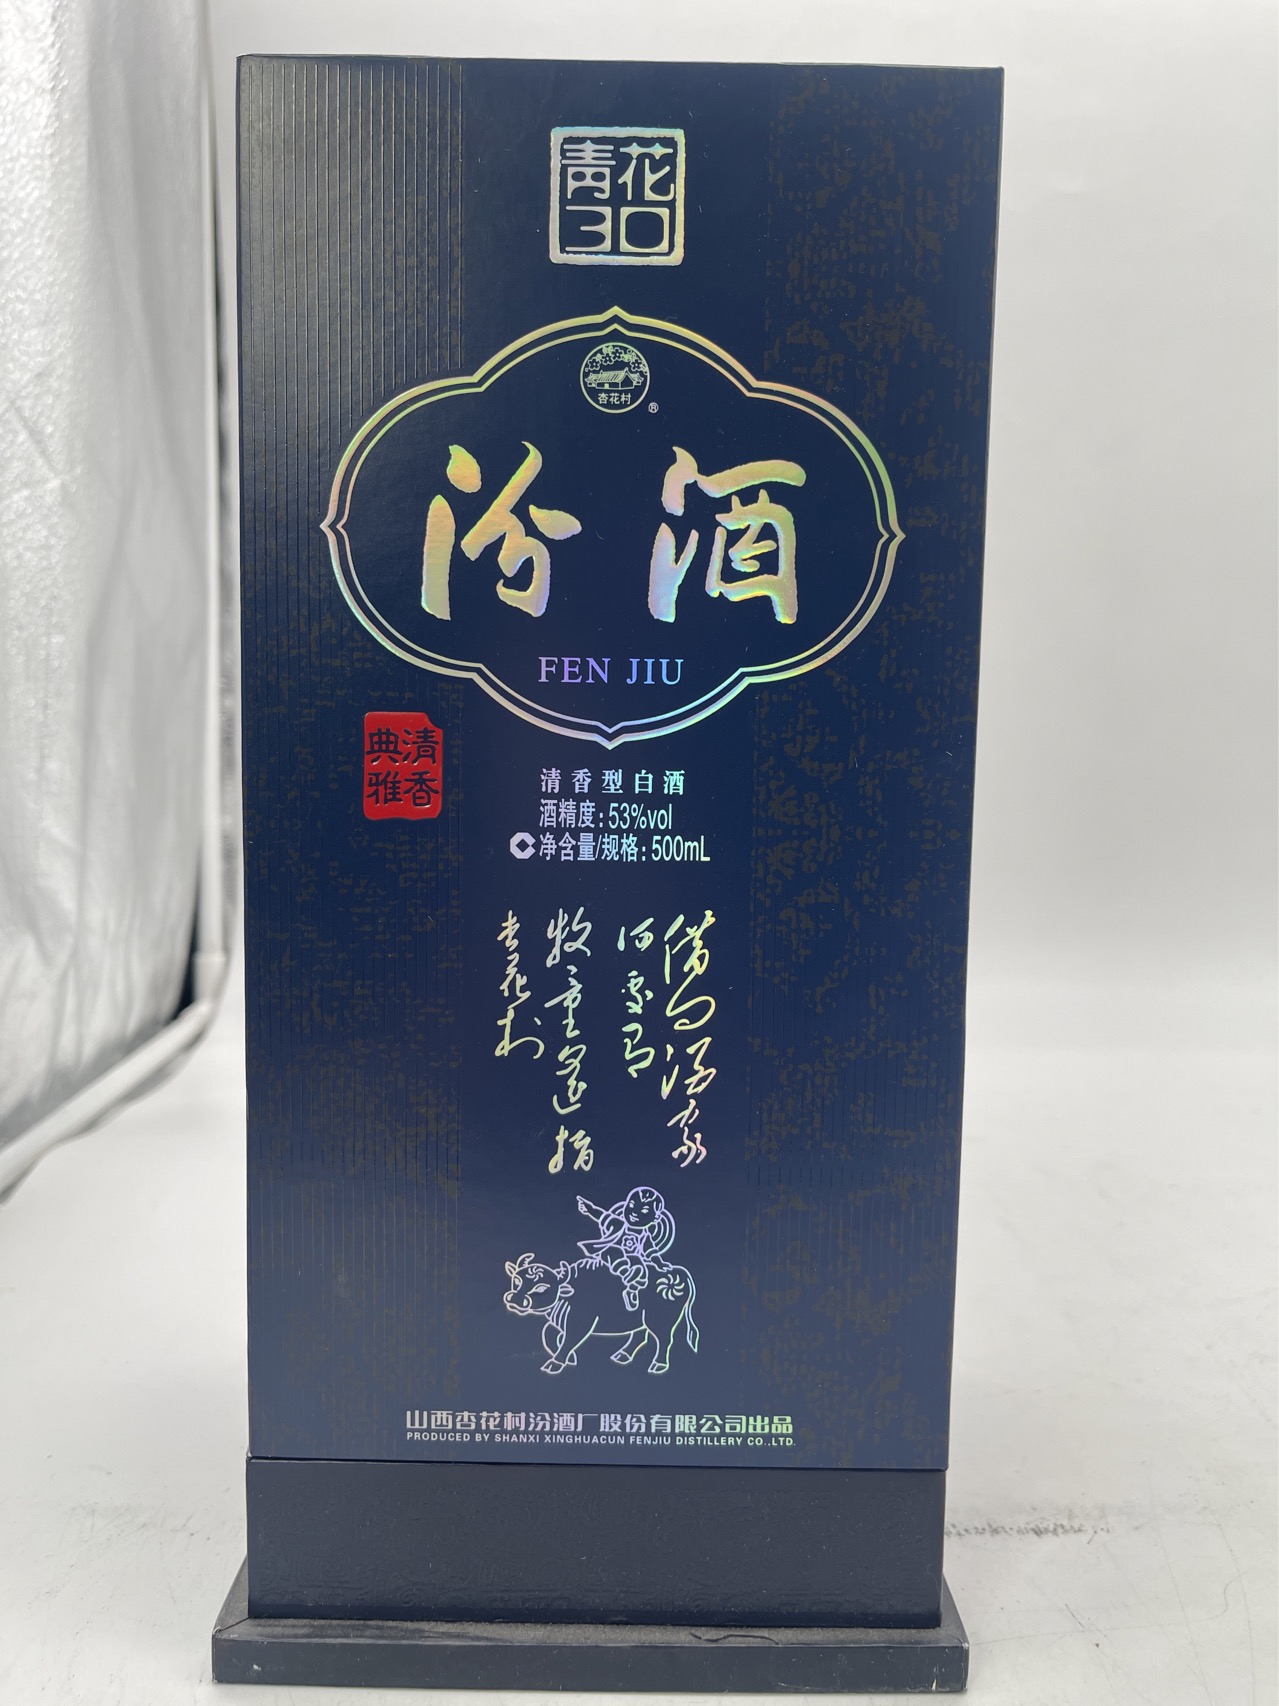 青花
30
杏花村
®
汾酒
FEN JIU
清香
典雅
清香型白酒
酒精度:53%vol
净含量/规格:500mL
借问酒家
何处有
牧童遥指
杏花村
山西杏花村汾酒厂股份有限公司出品
PRODUCED BY SHANXI XINGHUACUN FENJIU DISTILLERY CO.,LTD.